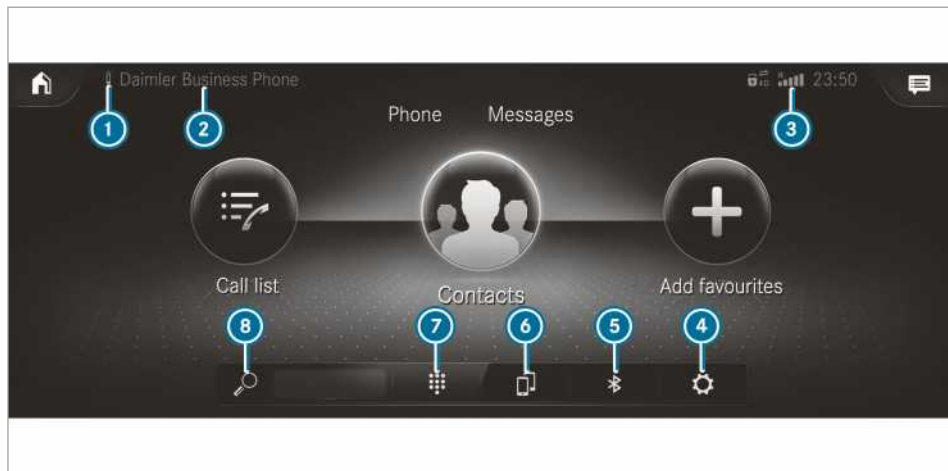 Daimler Business Phone 4G 23:50
1 2 3
Phone Messages
Call list Contacts Add favourites
8 7 6 5 4